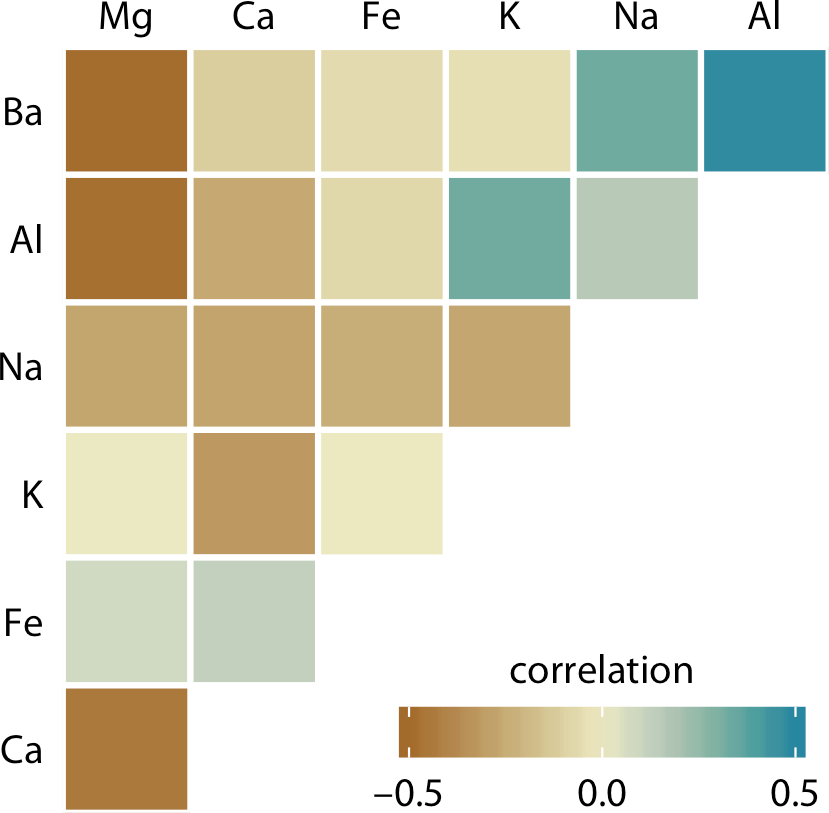 Mg Ca Fe K Na Al
Ba
Al
Na
K
Fe
Ca
correlation
−0.5 0.0 0.5